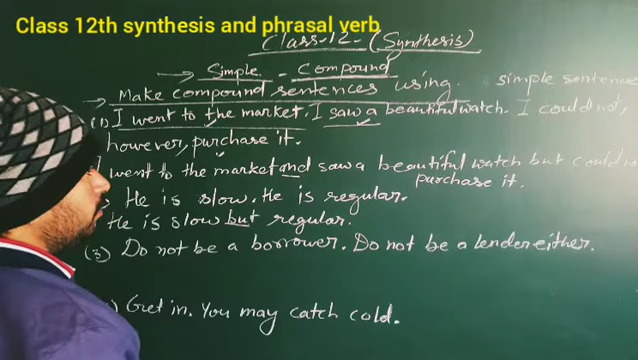 Class 12th synthesis and phrasal verb
Class-12-(Synthesis)
Simple - Compound
Make compound sentences using simple sentences
(1) I went to the market. I saw a beautiful watch. I could not,
however, purchase it.
I went to the market and saw a beautiful watch but could
purchase it.
He is slow. He is regular.
He is slow but regular.
(3) Do not be a borrower. Do not be a lender either.
Get in. You may catch cold.